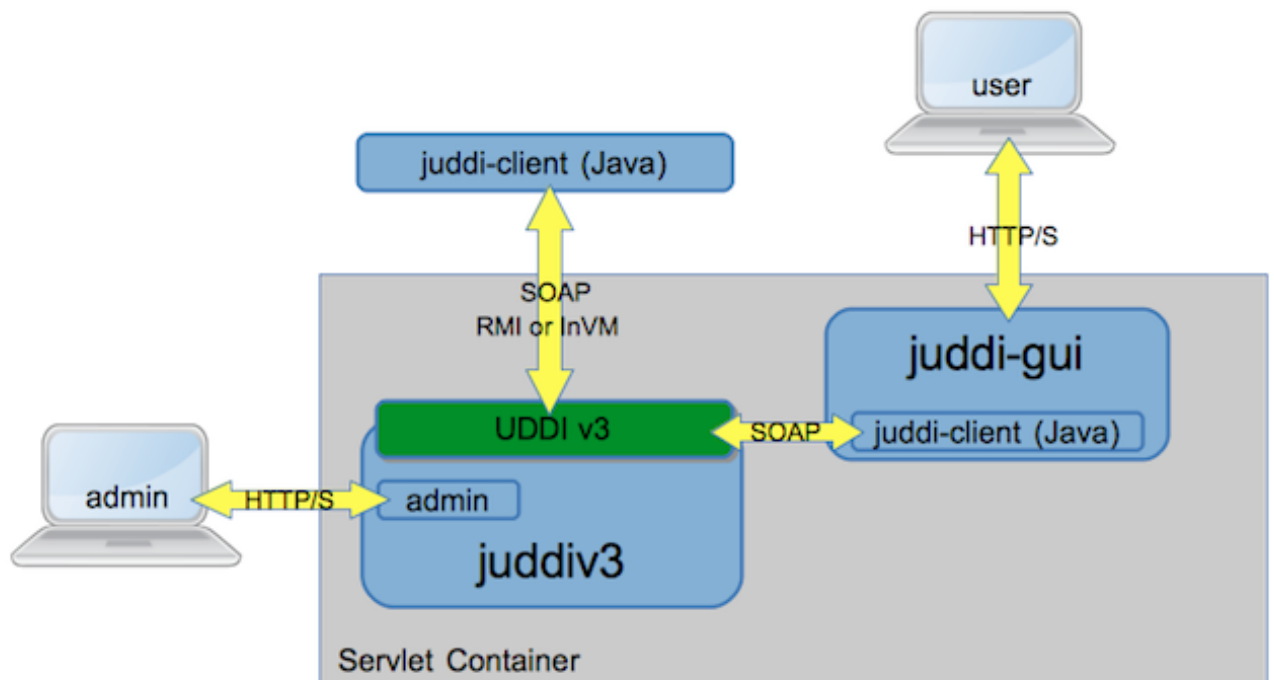 user
juddi-client (Java)
HTTP/S
SOAP
RMI or InVM
juddi-gui
UDDI v3
SOAP
juddi-client (Java)
admin
HTTP/S
admin
juddiv3
Servlet Container